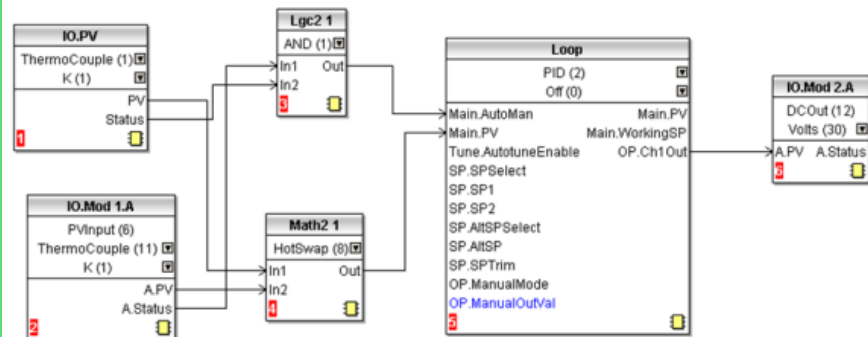 IO.PV
ThermoCouple (1)
K (1)
PV
Status
1
IO.Mod 1.A
PVInput (6)
ThermoCouple (11)
K (1)
A.PV
A.Status
2
Lgc2 1
AND (1)
In1 Out
In2
3
Math2 1
HotSwap (8)
In1 Out
In2
4
Loop
PID (2)
Off (0)
Main.AutoMan Main.PV
Main.PV Main.WorkingSP
Tune.AutotuneEnable OP.Ch1Out
SP.SPSelect
SP.SP1
SP.SP2
SP.AltSPSelect
SP.AltSP
SP.SPTrim
OP.ManualMode
OP.ManualOutVal
5
IO.Mod 2.A
DCOut (12)
Volts (30)
A.PV A.Status
6